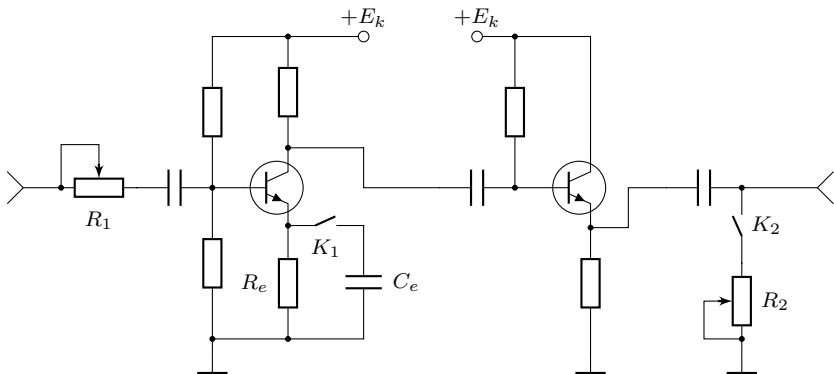 +E_k
+E_k
R_1
K_1
K_2
R_e
C_e
R_2